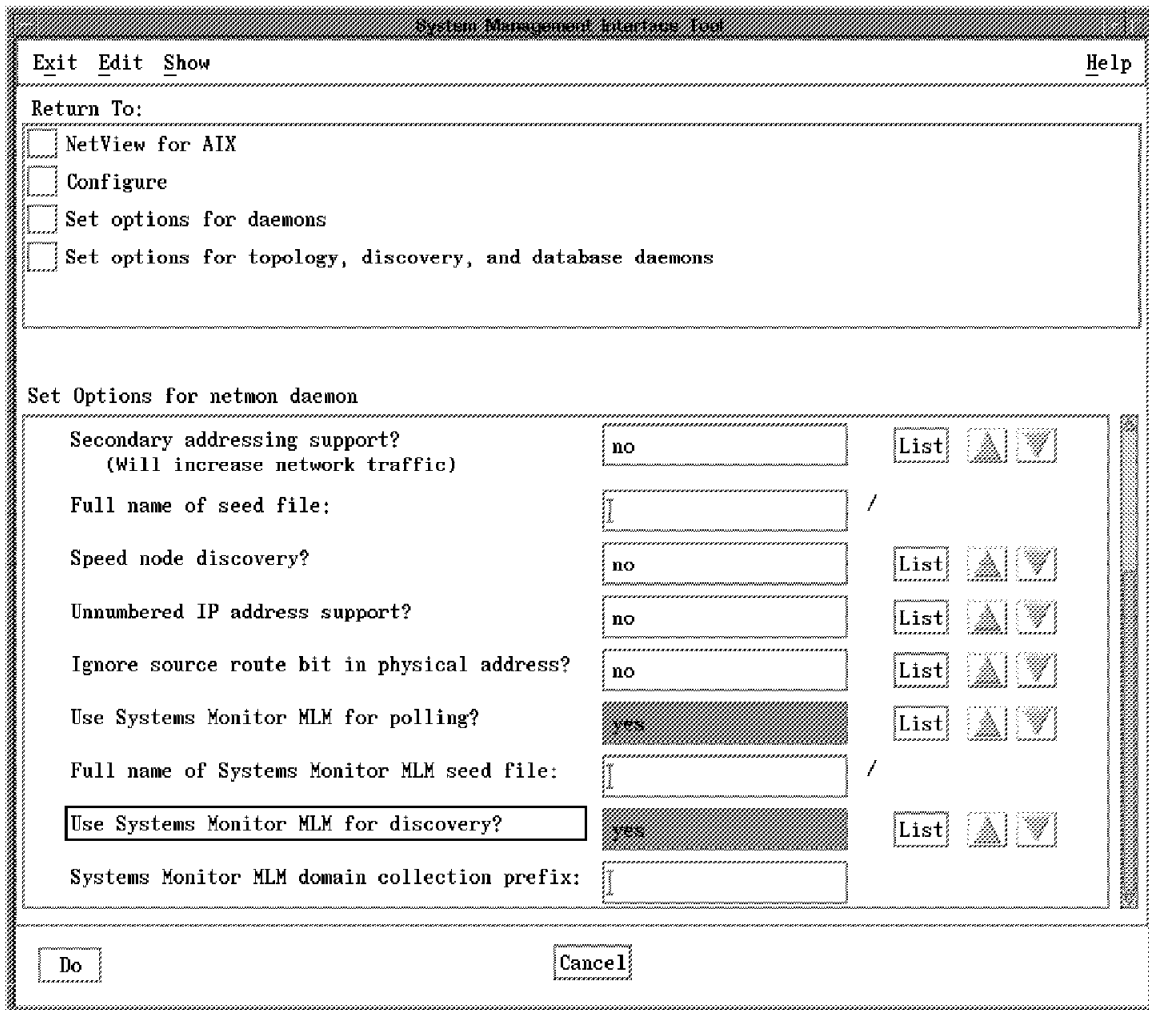 System Management Interface Tool
Exit Edit Show Help
Return To:
NetView for AIX
Configure
Set options for daemons
Set options for topology, discovery, and database daemons
Set Options for netmon daemon
Secondary addressing support? no List
(Will increase network traffic)
Full name of seed file: /
Speed node discovery? no List
Unnumbered IP address support? no List
Ignore source route bit in physical address? no List
Use Systems Monitor MLM for polling? yes List
Full name of Systems Monitor MLM seed file: /
Use Systems Monitor MLM for discovery? yes List
Systems Monitor MLM domain collection prefix:
Do Cancel